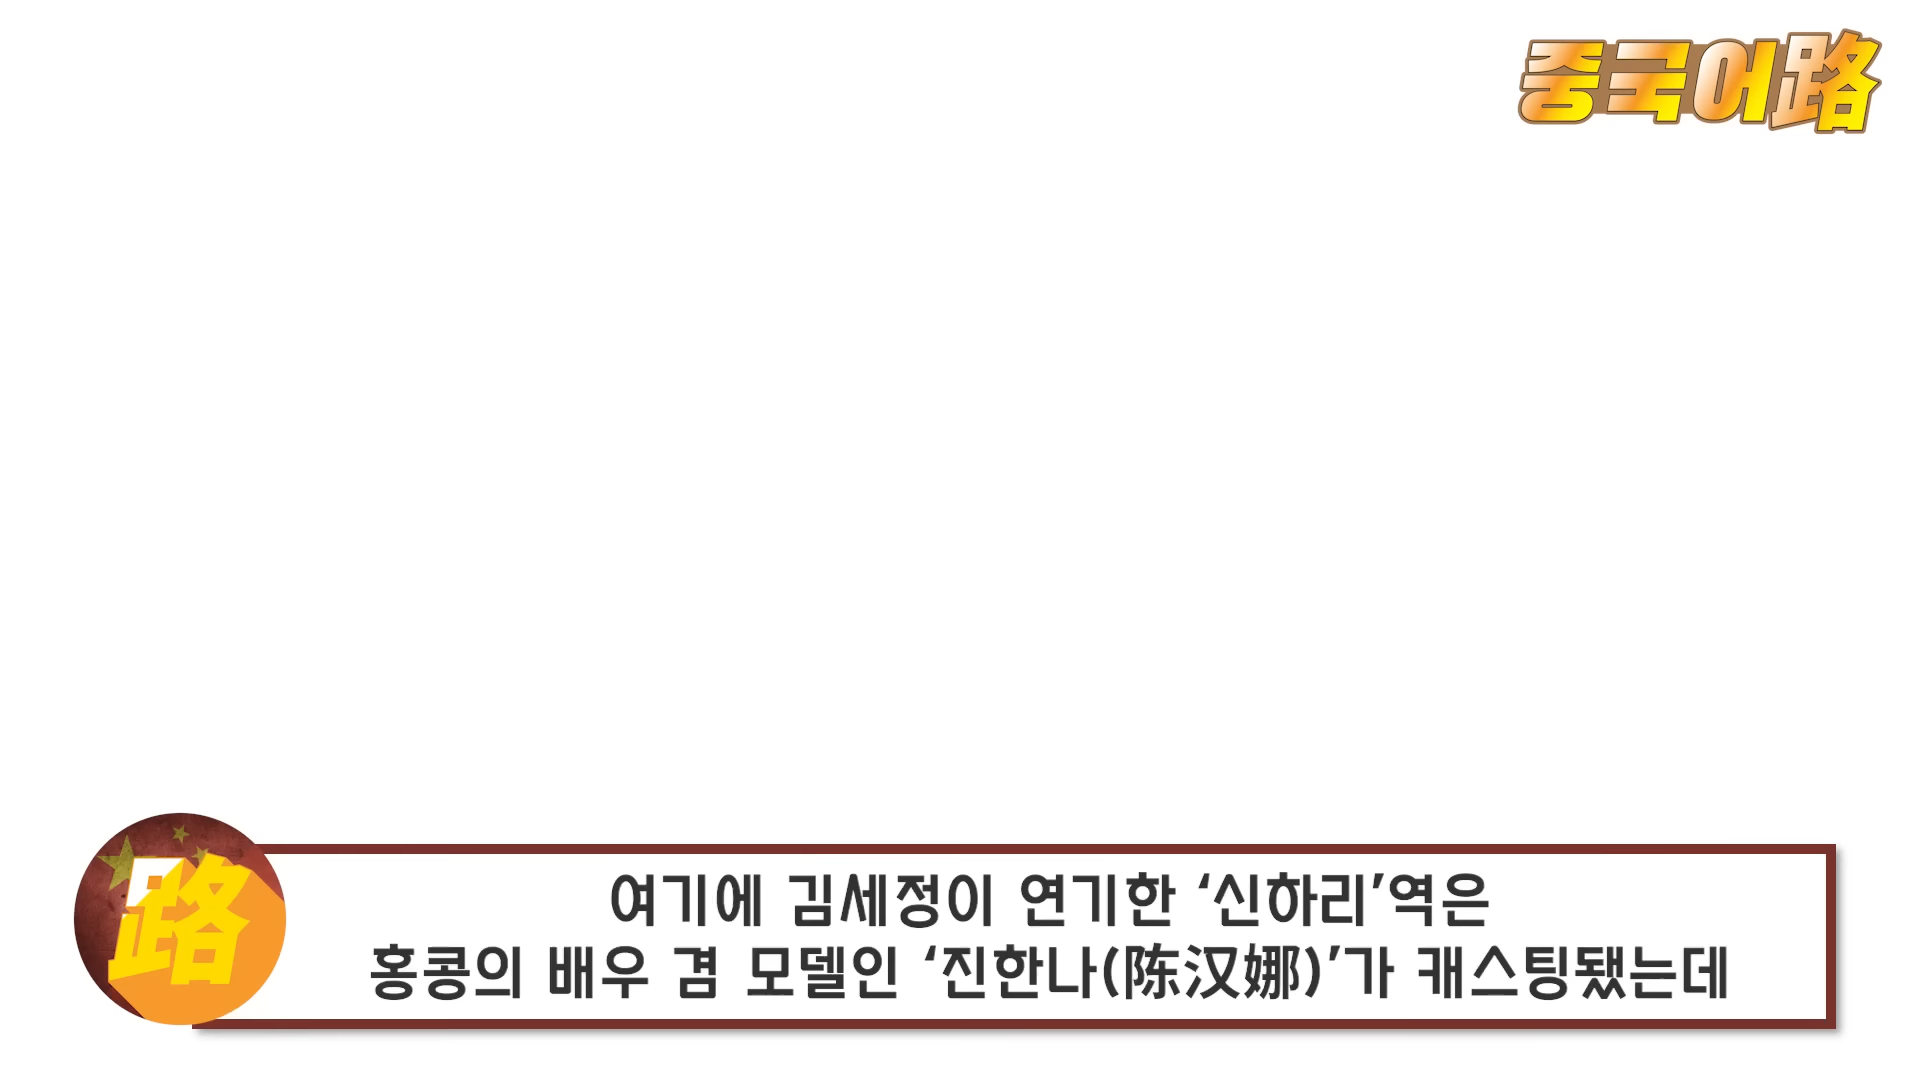 중국어路
路
여기에 김세정이 연기한 ‘신하리’역은
홍콩의 배우 겸 모델인 ‘진한나(陈汉娜)’가 캐스팅됐는데